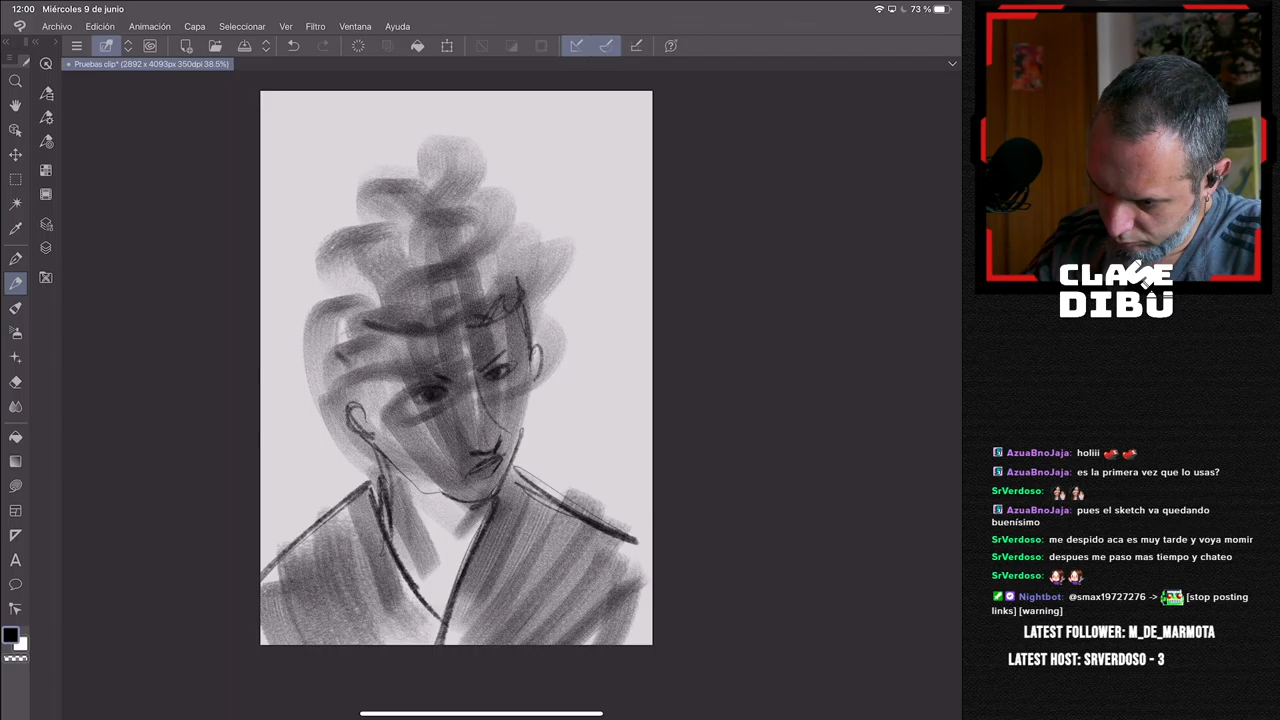 12:00 Miércoles 9 de junio
73 %
Archivo Edición Animación Capa Seleccionar Ver Filtro Ventana Ayuda
Pruebas clip* (2892 x 4093px 350dpi 38.5%)
CLASE
DIBU
AzuaBnoJaja: holiii
AzuaBnoJaja: es la primera vez que lo usas?
SrVerdoso:
AzuaBnoJaja: pues el sketch va quedando
buenísimo
SrVerdoso: me despido aca es muy tarde y voya momir
SrVerdoso: despues me paso mas tiempo y chateo
SrVerdoso:
Nightbot: @smax19727276 -> [stop posting
links] [warning]
LATEST FOLLOWER: M_DE_MARMOTA
LATEST HOST: SRVERDOSO - 3